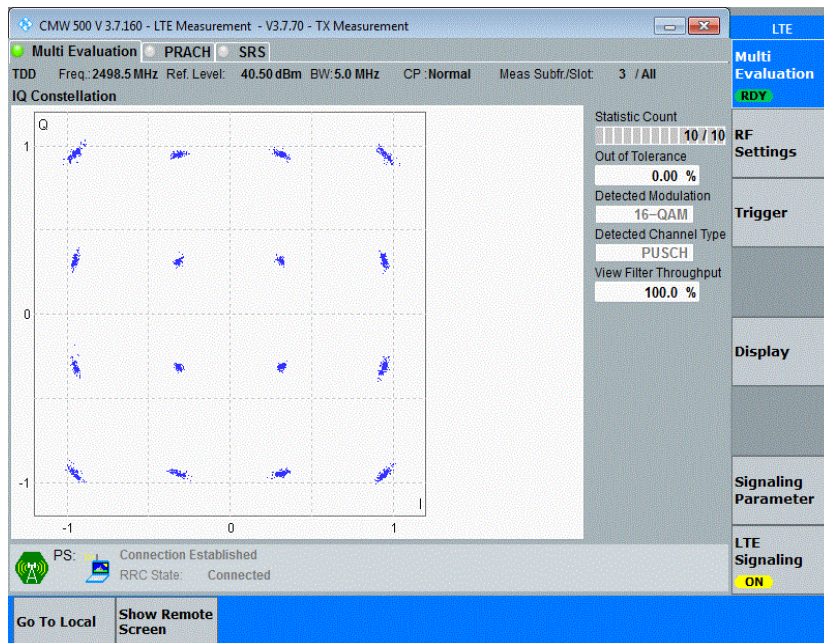 CMW 500 V 3.7.160 - LTE Measurement - V3.7.70 - TX Measurement
LTE
Multi Evaluation PRACH SRS
Multi
Evaluation
RDY
TDD Freq.: 2498.5 MHz Ref. Level: 40.50 dBm BW: 5.0 MHz CP : Normal Meas Subfr./Slot: 3 / All
IQ Constellation
Q
1
0
-1
-1 0 1
I
Statistic Count
10 / 10
Out of Tolerance
0.00 %
Detected Modulation
16-QAM
Detected Channel Type
PUSCH
View Filter Throughput
100.0 %
RF
Settings
Trigger
Display
Signaling
Parameter
LTE
Signaling
ON
PS: Connection Established
RRC State: Connected
Go To Local
Show Remote
Screen